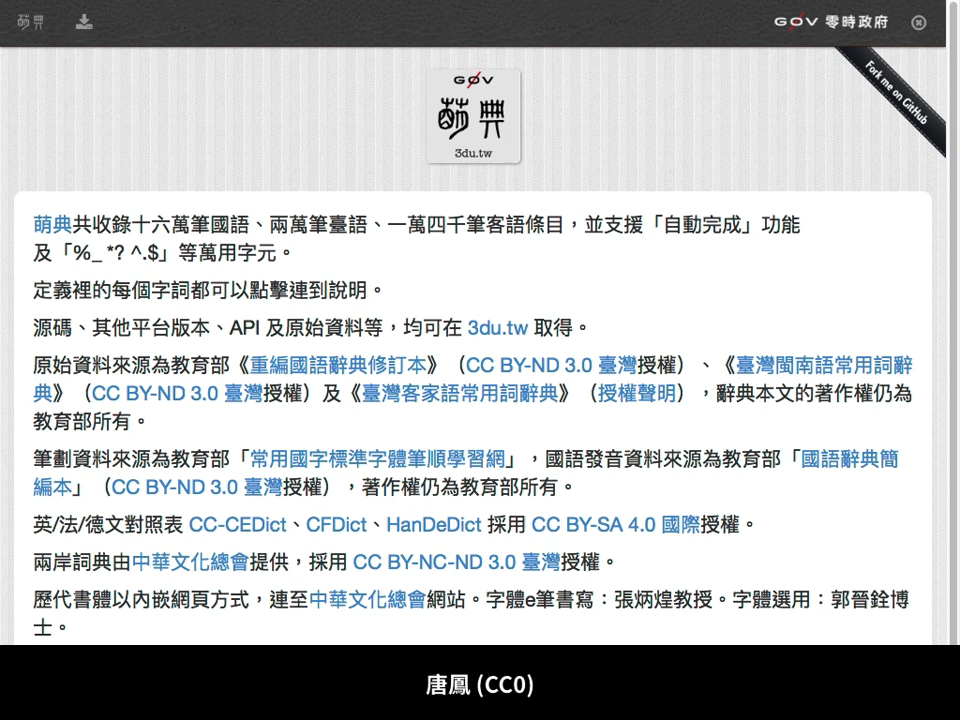 萌典
GØV 零時政府
Fork me on GitHub
GØV
萌典
3du.tw
萌典共收錄十六萬筆國語、兩萬筆臺語、一萬四千筆客語條目，並支援「自動完成」功能
及「%_ *? ^.$」等萬用字元。
定義裡的每個字詞都可以點擊連到說明。
源碼、其他平台版本、API 及原始資料等，均可在 3du.tw 取得。
原始資料來源為教育部《重編國語辭典修訂本》（CC BY-ND 3.0 臺灣授權）、《臺灣閩南語常用詞辭
典》（CC BY-ND 3.0 臺灣授權）及《臺灣客家語常用詞辭典》（授權聲明），辭典本文的著作權仍為
教育部所有。
筆劃資料來源為教育部「常用國字標準字體筆順學習網」，國語發音資料來源為教育部「國語辭典簡
編本」（CC BY-ND 3.0 臺灣授權），著作權仍為教育部所有。
英/法/德文對照表 CC-CEDict、CFDict、HanDeDict 採用 CC BY-SA 4.0 國際授權。
兩岸詞典由中華文化總會提供，採用 CC BY-NC-ND 3.0 臺灣授權。
歷代書體以內嵌網頁方式，連至中華文化總會網站。字體e筆書寫：張炳煌教授。字體選用：郭晉銓博
士。
唐鳳 (CC0)